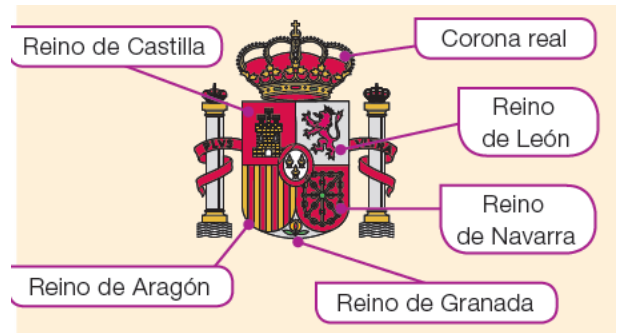 Reino de Castilla
Corona real
Reino
de León
Reino
de Navarra
Reino de Aragón
Reino de Granada